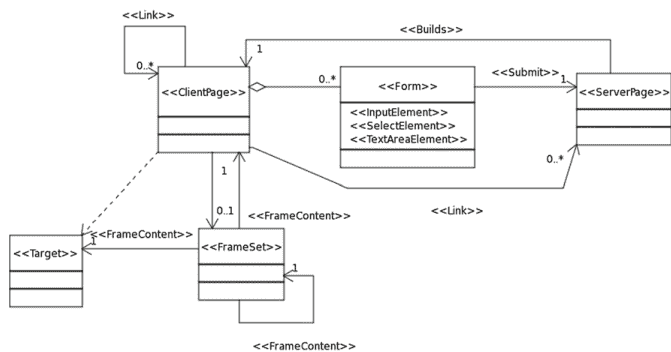 <<Link>>
<<Builds>>
0..*
1
<<ClientPage>>
0..*
<<Form>>
<<Submit>>
1
<<ServerPage>>
<<InputElement>>
<<SelectElement>>
<<TextAreaElement>>
0..*
1
0..1
<<FrameContent>>
<<Link>>
<<FrameContent>>
1
<<Target>>
<<FrameSet>>
1
<<FrameContent>>